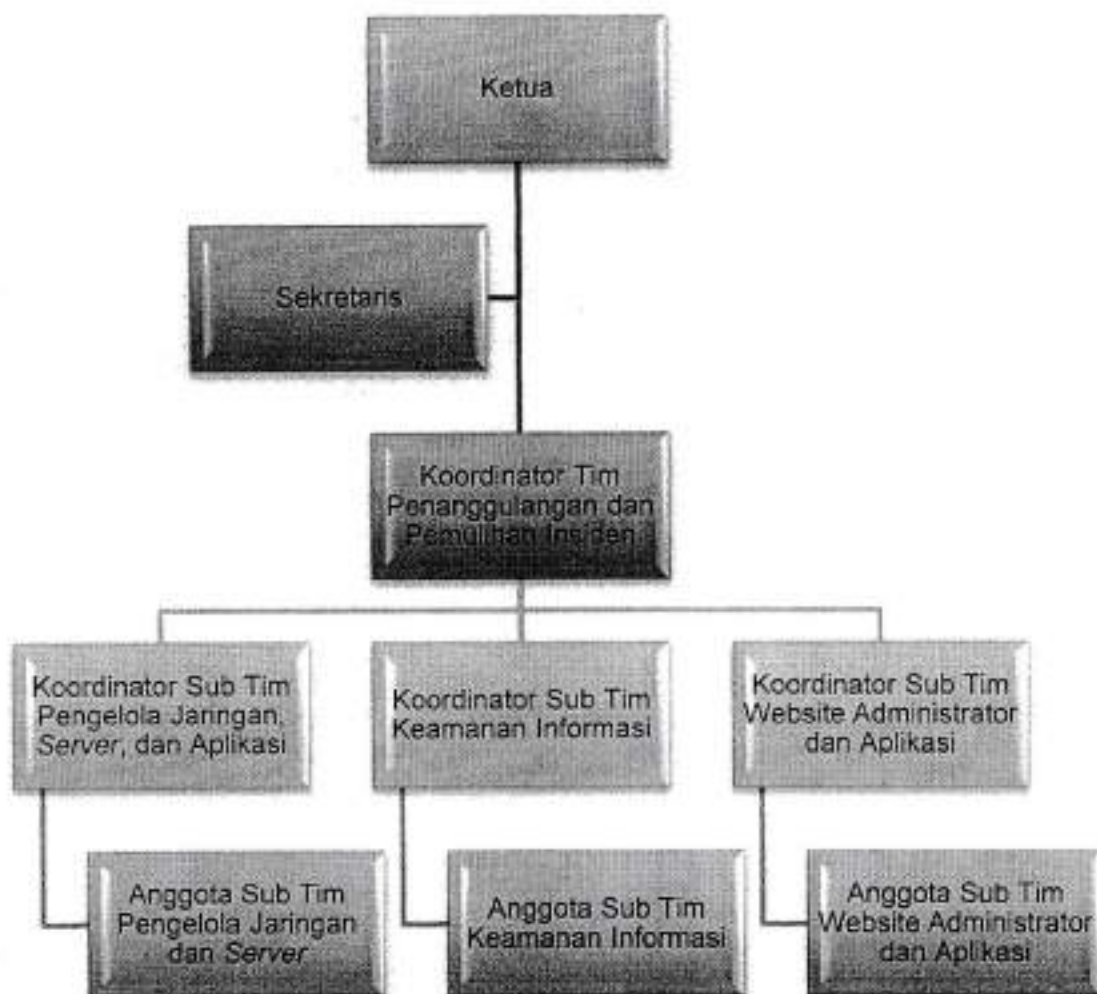 Ketua
Sekretaris
Koordinator Tim
Penanggulangan dan
Pemulihan Insiden
Koordinator Sub Tim
Pengelola Jaringan,
Server, dan Aplikasi
Koordinator Sub Tim
Keamanan Informasi
Koordinator Sub Tim
Website Administrator
dan Aplikasi
Anggota Sub Tim
Pengelola Jaringan
dan Server
Anggota Sub Tim
Keamanan Informasi
Anggota Sub Tim
Website Administrator
dan Aplikasi